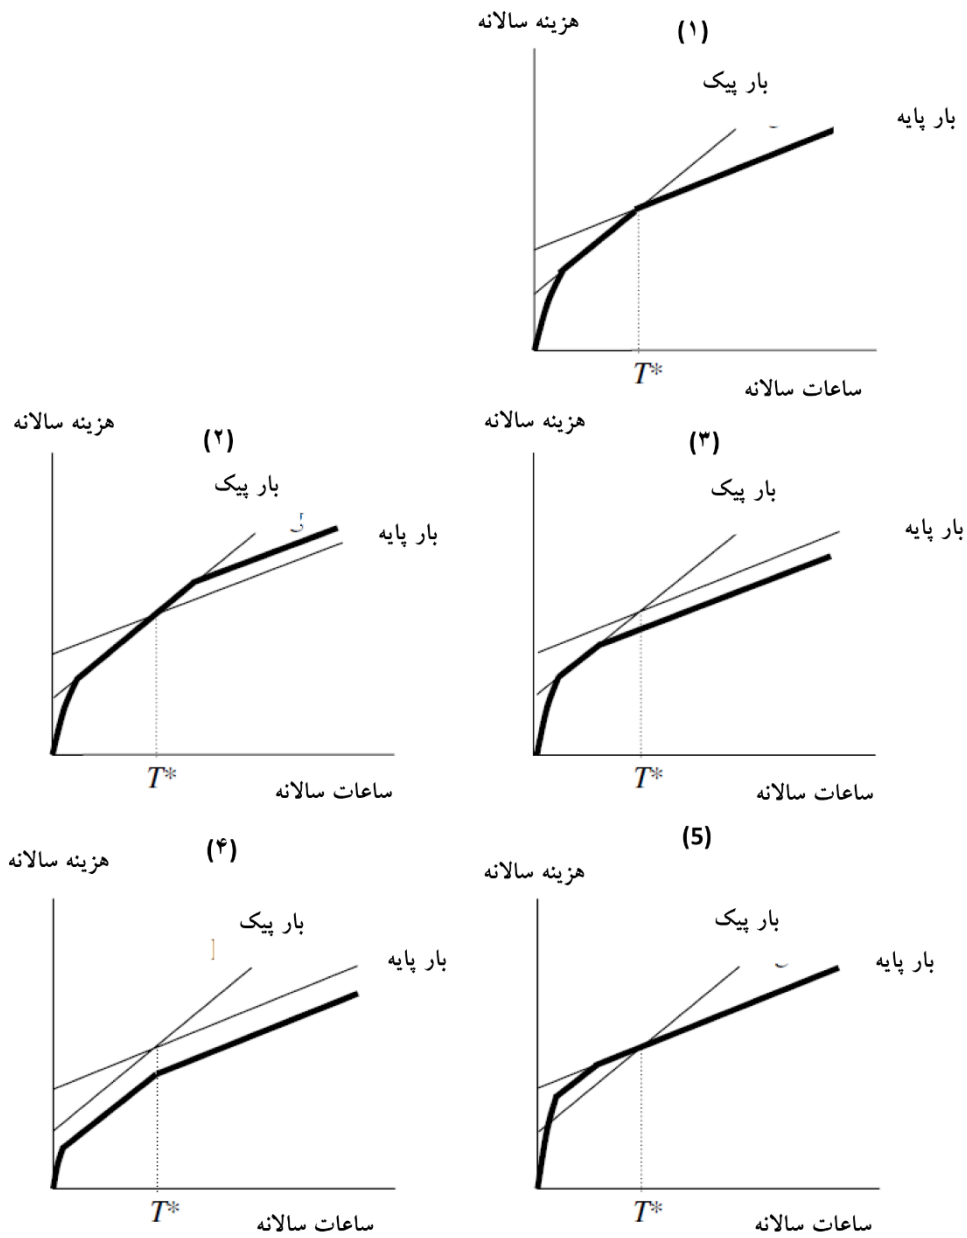 (۱)
هزینه سالانه
بار پیک
بار پایه
T*
ساعات سالانه
(۳)
هزینه سالانه
بار پیک
بار پایه
T*
ساعات سالانه
(۲)
هزینه سالانه
بار پیک
بار پایه
T*
ساعات سالانه
(5)
هزینه سالانه
بار پیک
بار پایه
T*
ساعات سالانه
(۴)
هزینه سالانه
بار پیک
بار پایه
T*
ساعات سالانه